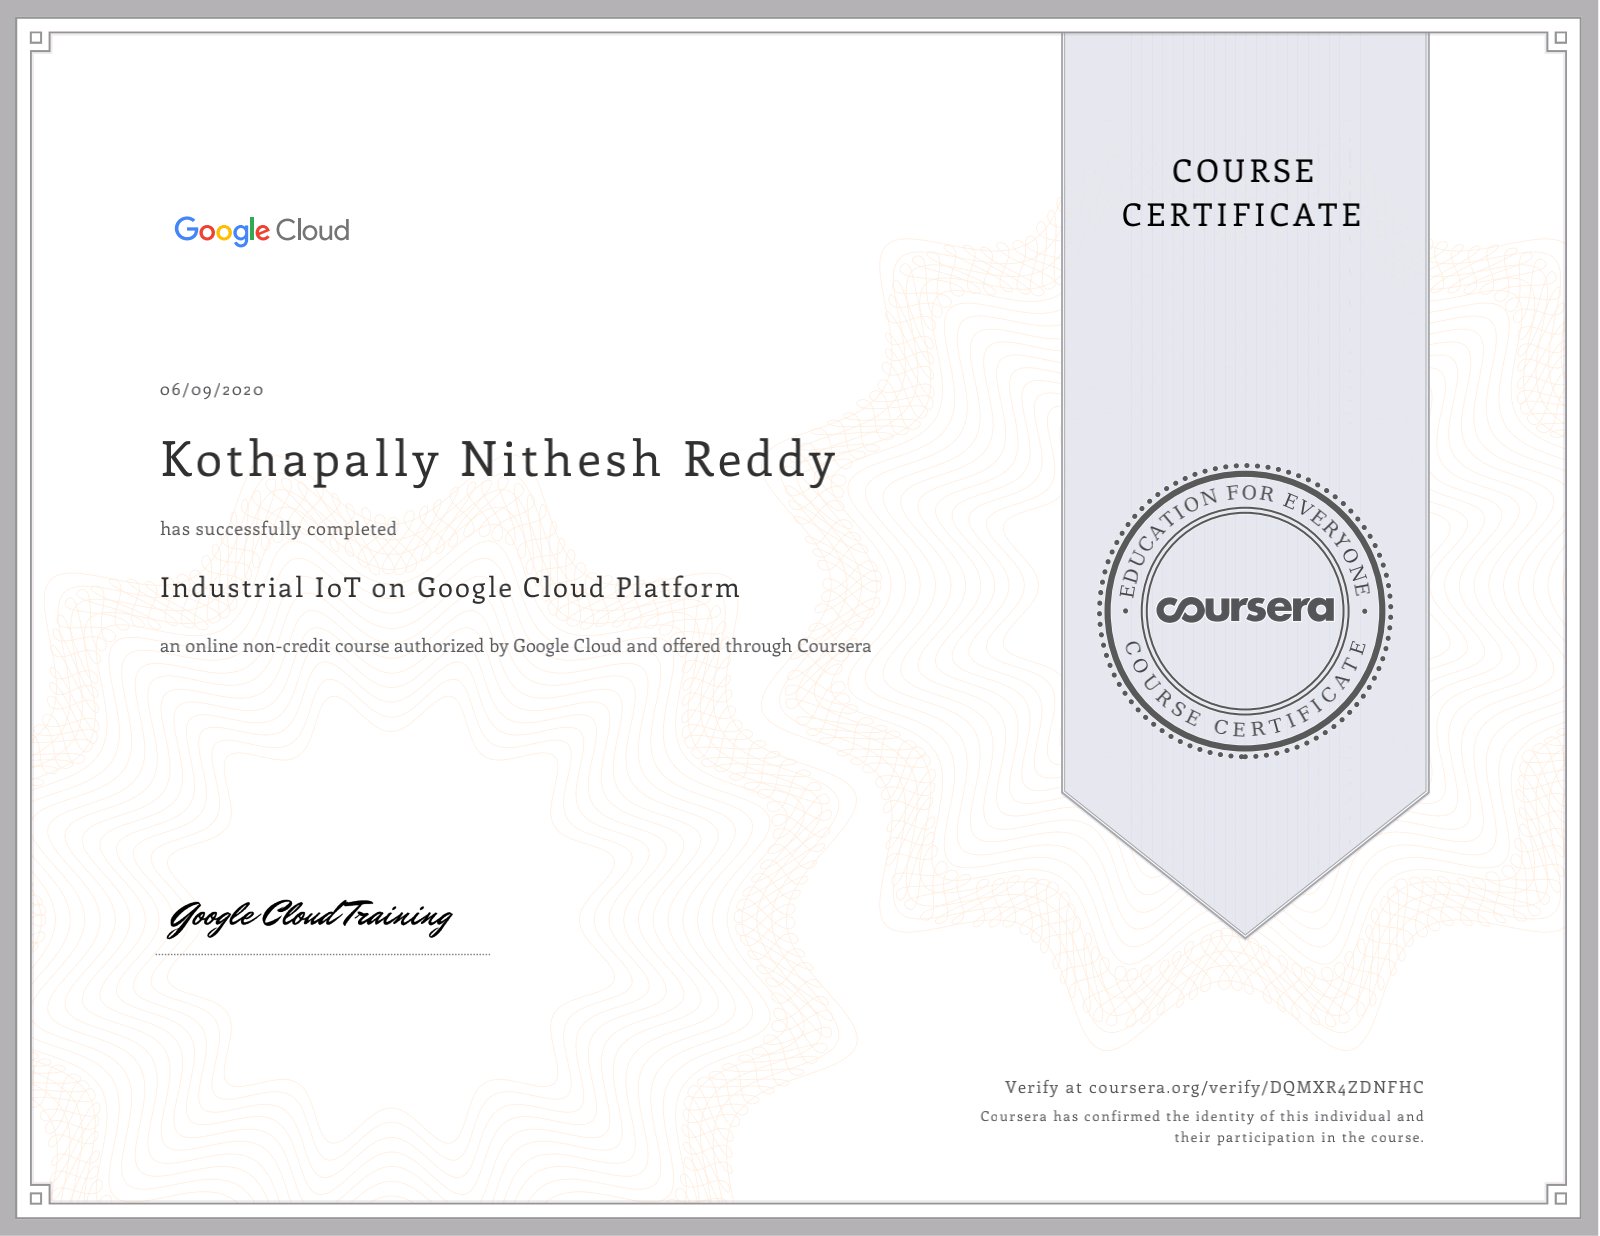 COURSE
CERTIFICATE
Google Cloud
06/09/2020
Kothapally Nithesh Reddy
has successfully completed
Industrial IoT on Google Cloud Platform
an online non-credit course authorized by Google Cloud and offered through Coursera
EDUCATION FOR EVERYONE
coursera
COURSE CERTIFICATE
Google Cloud Training
Verify at coursera.org/verify/DQMXR4ZDNFHC
Coursera has confirmed the identity of this individual and
their participation in the course.